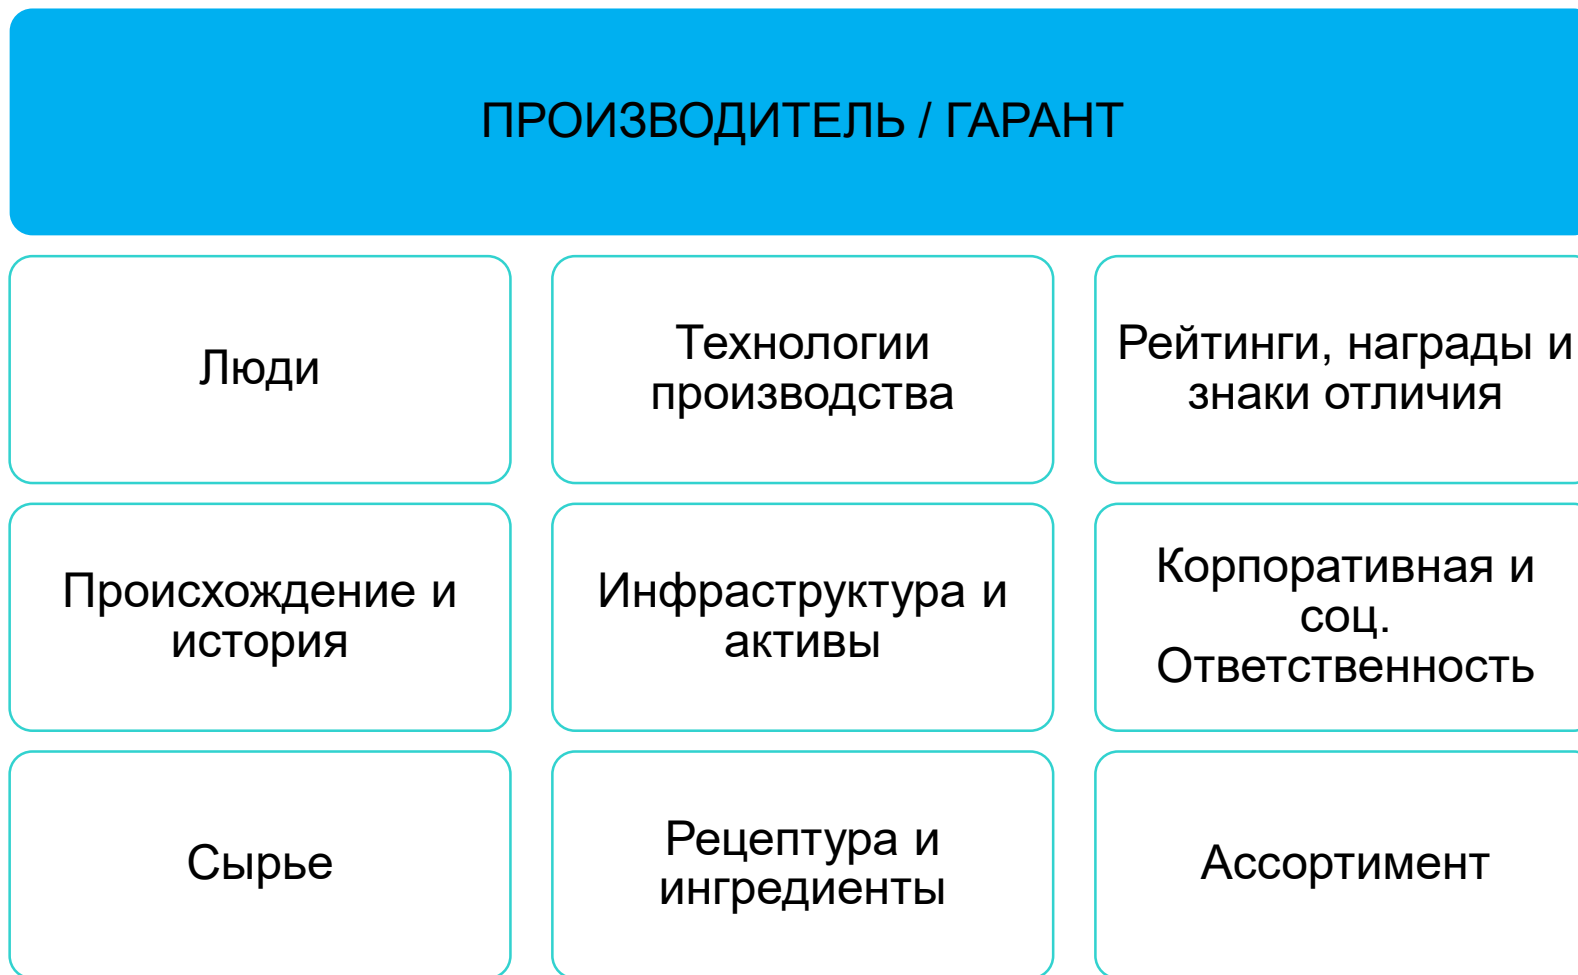 ПРОИЗВОДИТЕЛЬ / ГАРАНТ
Люди
Технологии
производства
Рейтинги, награды и
знаки отличия
Происхождение и
история
Инфраструктура и
активы
Корпоративная и
соц.
Ответственность
Сырье
Рецептура и
ингредиенты
Ассортимент